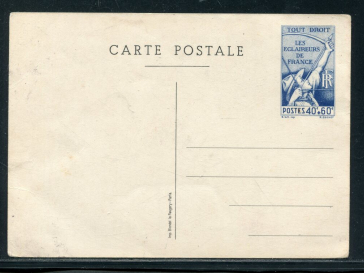 CARTE POSTALE
TOUT DROIT
LES
ECLAIREURS
DE
FRANCE
RF
POSTES 40c+60c